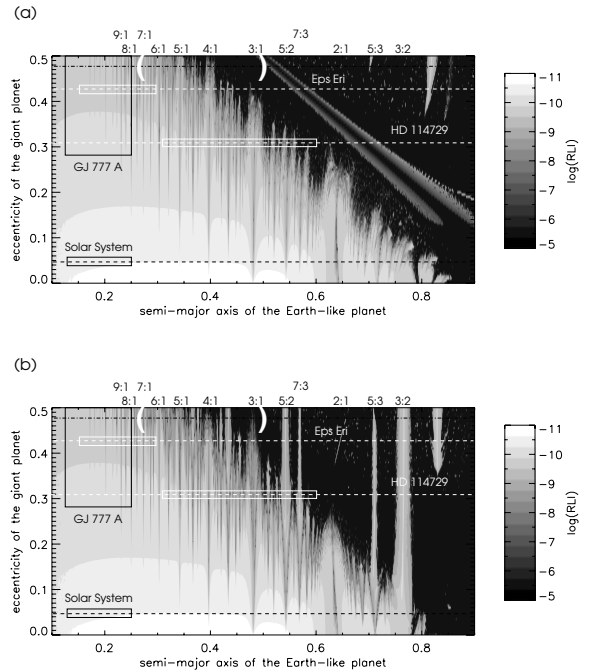 (a)
7:3
9:1 7:1
8:1 6:1 5:1 4:1 3:1 5:2 2:1 5:3 3:2
eccentricity of the giant planet
0.5
0.4
0.3
0.2
0.1
0.0
Eps Eri
HD 114729
GJ 777 A
Solar System
0.2 0.4 0.6 0.8
semi-major axis of the Earth-like planet
-11
-10
-9
-8
-7
-6
-5
log(RLI)
(b)
7:3
9:1 7:1
8:1 6:1 5:1 4:1 3:1 5:2 2:1 5:3 3:2
eccentricity of the giant planet
0.5
0.4
0.3
0.2
0.1
0.0
Eps Eri
HD 114729
GJ 777 A
Solar System
0.2 0.4 0.6 0.8
semi-major axis of the Earth-like planet
-11
-10
-9
-8
-7
-6
-5
log(RLI)